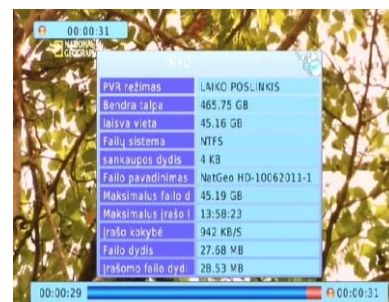 00:00:31
NATIONAL
GEOGRAPHIC
INFO
PVR režimas LAIKO POSLINKIS
Bendra talpa 465.75 GB
laisva vieta 45.16 GB
Failų sistema NTFS
sankaupos dydis 4 KB
Failo pavadinimas NatGeo HD-10062011-1
Maksimalus failo d 45.19 GB
Maksimalus įrašo l 13:58:23
Įrašo kokybė 942 KB/S
Failo dydis 27.68 MB
Įrašomo failo dydi 28.53 MB
00:00:29 00:00:31